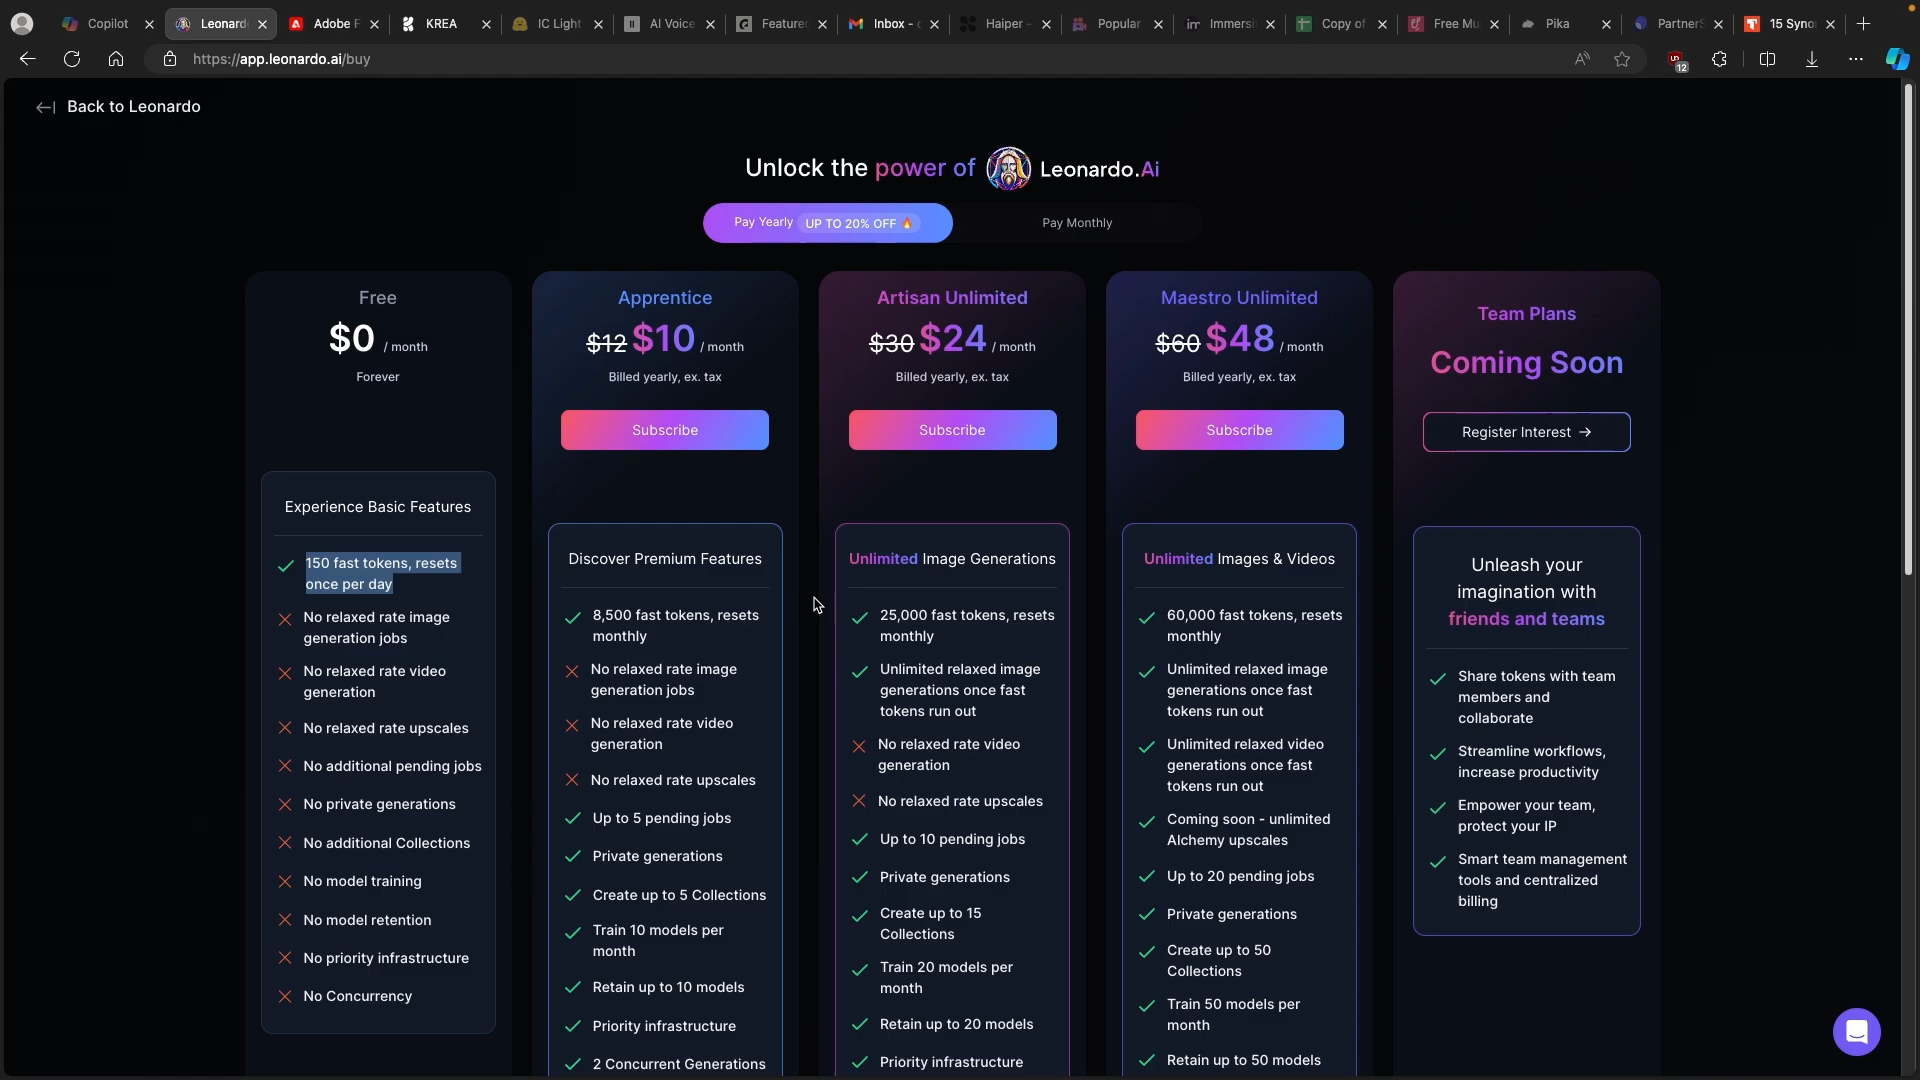 Copilot
Leonard
Adobe F
KREA
IC Light
AI Voice
Feature
Inbox - c
Haiper -
Popular
Immersi
Copy of
Free Mu
Pika
PartnerS
15 Syno
https://app.leonardo.ai/buy
12
Back to Leonardo
Unlock the power of Leonardo.Ai
Pay Yearly UP TO 20% OFF 🔥
Pay Monthly
Free
$0 / month
Forever
Experience Basic Features
150 fast tokens, resets
once per day
No relaxed rate image
generation jobs
No relaxed rate video
generation
No relaxed rate upscales
No additional pending jobs
No private generations
No additional Collections
No model training
No model retention
No priority infrastructure
No Concurrency
Apprentice
$12 $10 / month
Billed yearly, ex. tax
Subscribe
Discover Premium Features
8,500 fast tokens, resets
monthly
No relaxed rate image
generation jobs
No relaxed rate video
generation
No relaxed rate upscales
Up to 5 pending jobs
Private generations
Create up to 5 Collections
Train 10 models per
month
Retain up to 10 models
Priority infrastructure
2 Concurrent Generations
Artisan Unlimited
$30 $24 / month
Billed yearly, ex. tax
Subscribe
Unlimited Image Generations
25,000 fast tokens, resets
monthly
Unlimited relaxed image
generations once fast
tokens run out
No relaxed rate video
generation
No relaxed rate upscales
Up to 10 pending jobs
Private generations
Create up to 15
Collections
Train 20 models per
month
Retain up to 20 models
Priority infrastructure
Maestro Unlimited
$60 $48 / month
Billed yearly, ex. tax
Subscribe
Unlimited Images & Videos
60,000 fast tokens, resets
monthly
Unlimited relaxed image
generations once fast
tokens run out
Unlimited relaxed video
generations once fast
tokens run out
Coming soon - unlimited
Alchemy upscales
Up to 20 pending jobs
Private generations
Create up to 50
Collections
Train 50 models per
month
Retain up to 50 models
Team Plans
Coming Soon
Register Interest →
Unleash your
imagination with
friends and teams
Share tokens with team
members and
collaborate
Streamline workflows,
increase productivity
Empower your team,
protect your IP
Smart team management
tools and centralized
billing